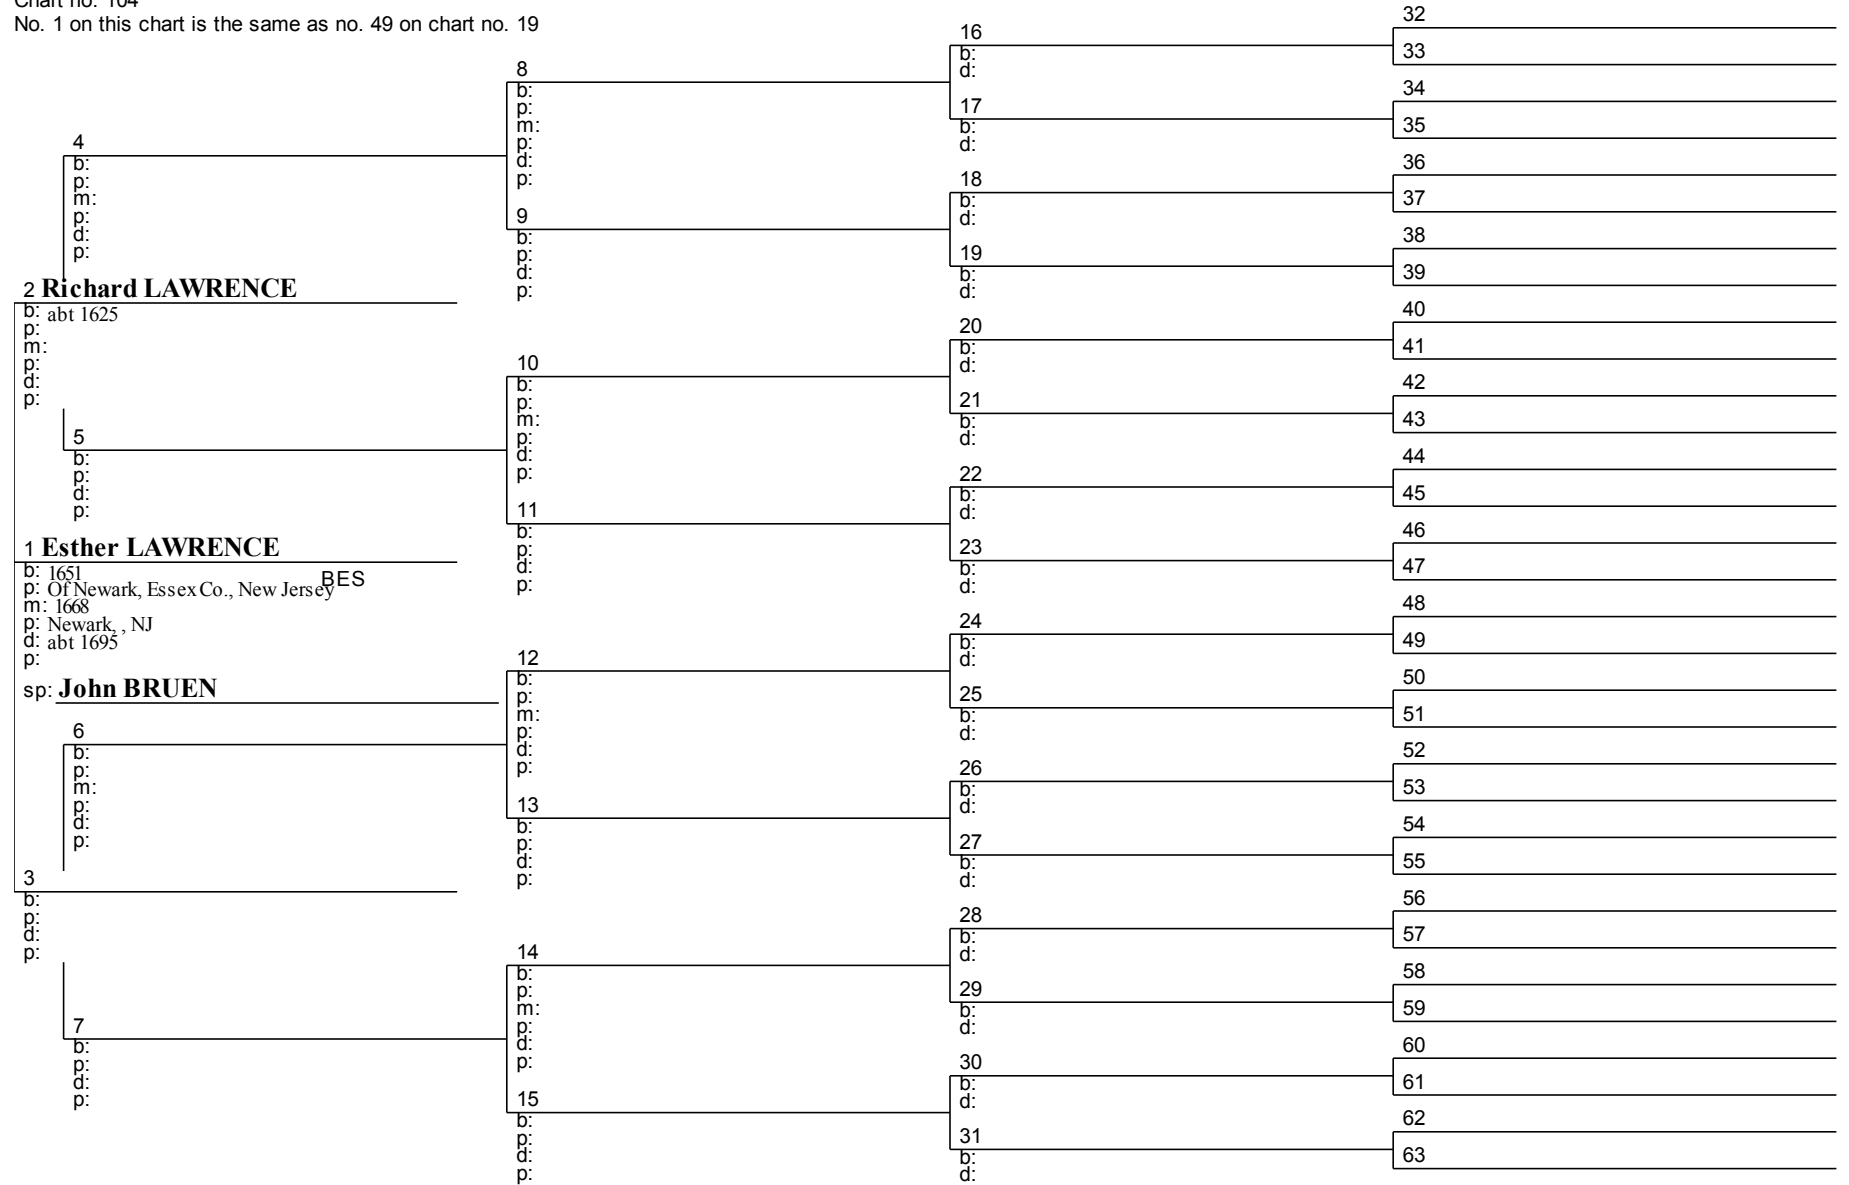 Chart no. 104
No. 1 on this chart is the same as no. 49 on chart no. 19
4
b:
p:
m:
p:
d:
p:
2 Richard LAWRENCE
b: abt 1625
p:
m:
p:
d:
p:
5
b:
p:
d:
p:
1 Esther LAWRENCE
b: 1651
BES
p: Of Newark, Essex Co., New Jersey
m: 1668
p: Newark, , NJ
d: abt 1695
p:
sp: John BRUEN
6
b:
p:
m:
p:
d:
p:
3
b:
p:
d:
p:
7
b:
p:
d:
p:
8
b:
p:
m:
p:
d:
p:
9
b:
p:
d:
p:
10
b:
p:
m:
p:
d:
p:
11
b:
p:
d:
p:
12
b:
p:
m:
p:
d:
p:
13
b:
p:
d:
p:
14
b:
p:
m:
p:
d:
p:
15
b:
p:
d:
p:
16
b:
d:
17
b:
d:
18
b:
d:
19
b:
d:
20
b:
d:
21
b:
d:
22
b:
d:
23
b:
d:
24
b:
d:
25
b:
d:
26
b:
d:
27
b:
d:
28
b:
d:
29
b:
d:
30
b:
d:
31
b:
d:
32
33
34
35
36
37
38
39
40
41
42
43
44
45
46
47
48
49
50
51
52
53
54
55
56
57
58
59
60
61
62
63